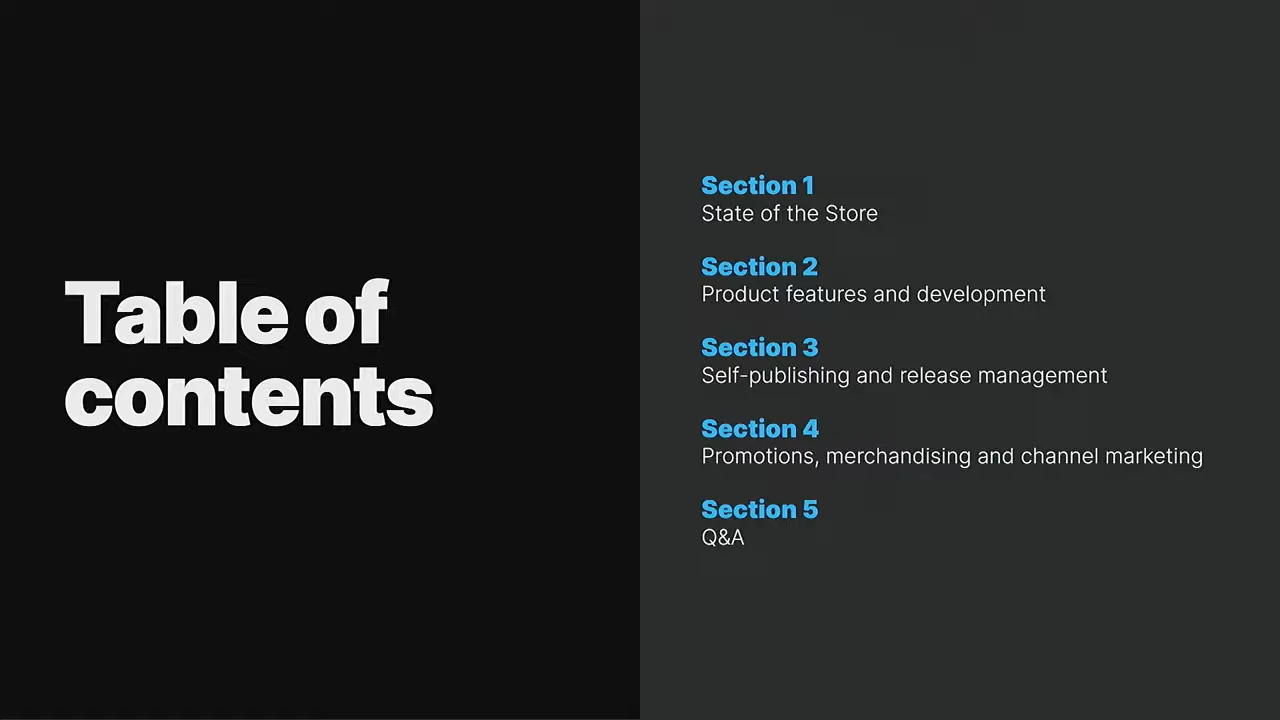 Table of
contents
Section 1
State of the Store
Section 2
Product features and development
Section 3
Self-publishing and release management
Section 4
Promotions, merchandising and channel marketing
Section 5
Q&A